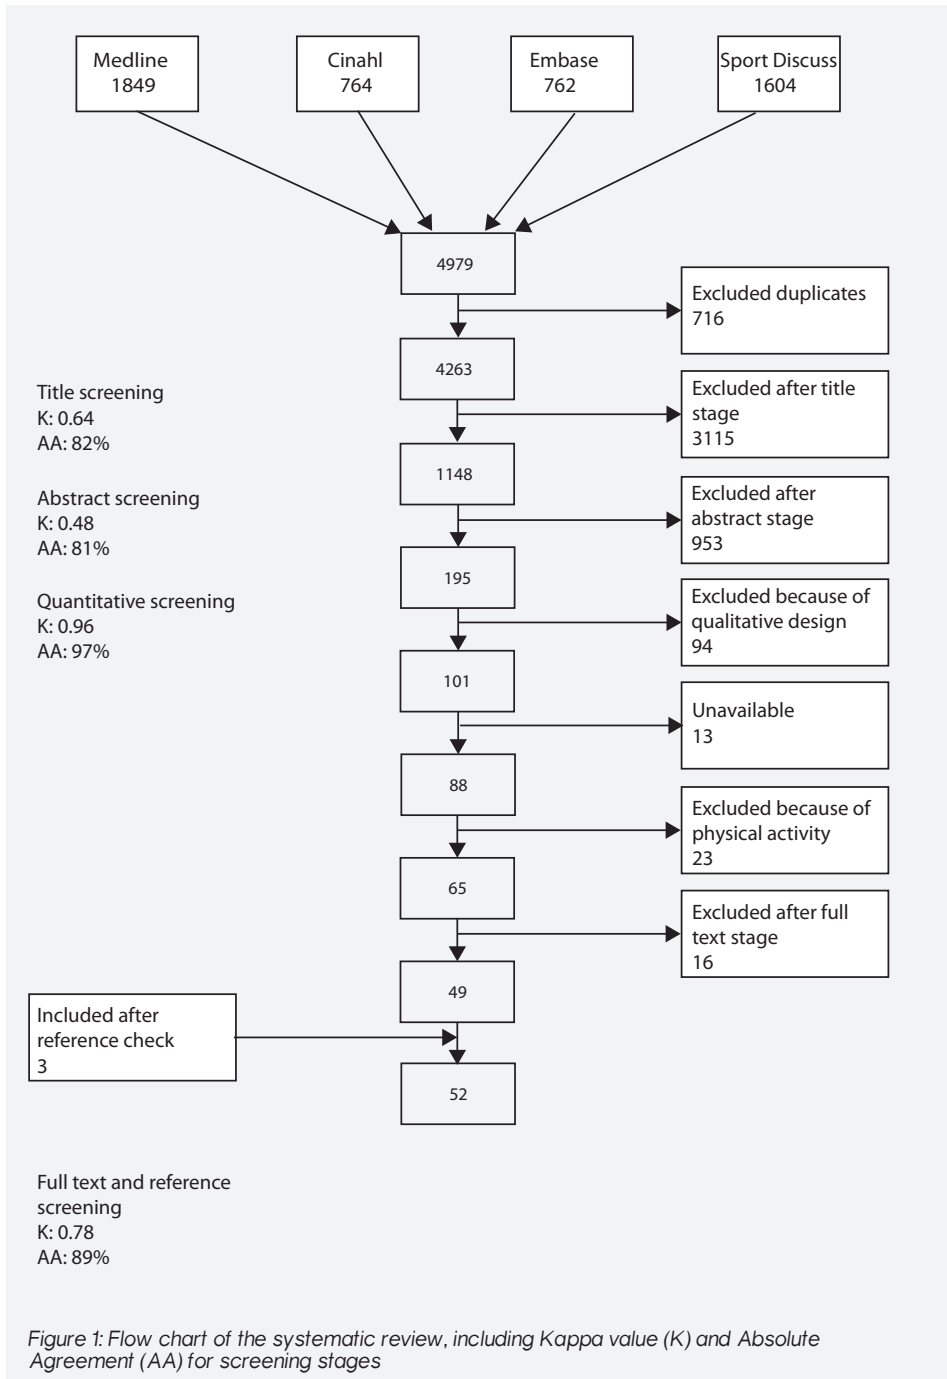 Medline
1849
Cinahl
764
Embase
762
Sport Discuss
1604
4979
Excluded duplicates
716
4263
Title screening
K: 0.64
AA: 82%
Excluded after title
stage
3115
1148
Abstract screening
K: 0.48
AA: 81%
Excluded after
abstract stage
953
195
Quantitative screening
K: 0.96
AA: 97%
Excluded because of
qualitative design
94
101
Unavailable
13
88
Excluded because of
physical activity
23
65
Excluded after full
text stage
16
49
Included after
reference check
3
52
Full text and reference
screening
K: 0.78
AA: 89%
Figure 1: Flow chart of the systematic review, including Kappa value (K) and Absolute
Agreement (AA) for screening stages